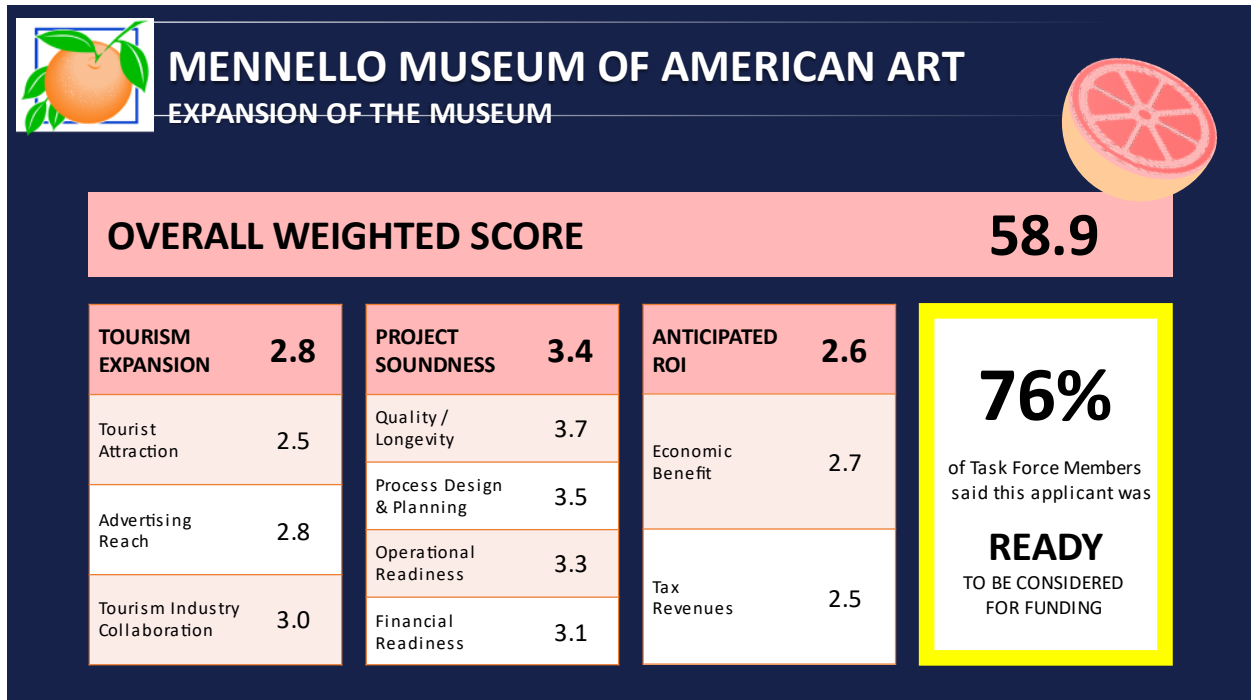 MENNELLO MUSEUM OF AMERICAN ART
EXPANSION OF THE MUSEUM
OVERALL WEIGHTED SCORE 58.9
TOURISM
EXPANSION 2.8
Tourist
Attraction 2.5
Advertising
Reach 2.8
Tourism Industry
Collaboration 3.0
PROJECT
SOUNDNESS 3.4
Quality /
Longevity 3.7
Process Design
& Planning 3.5
Operational
Readiness 3.3
Financial
Readiness 3.1
ANTICIPATED
ROI 2.6
Economic
Benefit 2.7
Tax
Revenues 2.5
76%
of Task Force Members
said this applicant was
READY
TO BE CONSIDERED
FOR FUNDING